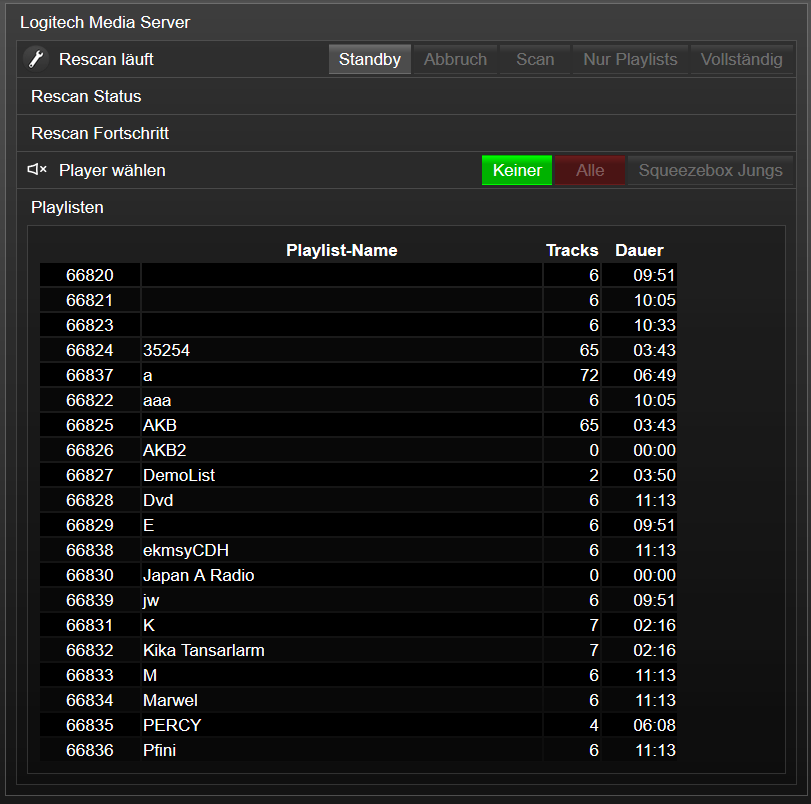 Logitech Media Server
Rescan läuft Standby Abbruch Scan Nur Playlists Vollständig
Rescan Status
Rescan Fortschritt
Player wählen Keiner Alle Squeezebox Jungs
Playlisten
Playlist-Name Tracks Dauer
66820 6 09:51
66821 6 10:05
66823 6 10:33
66824 35254 65 03:43
66837 a 72 06:49
66822 aaa 6 10:05
66825 AKB 65 03:43
66826 AKB2 0 00:00
66827 DemoList 2 03:50
66828 Dvd 6 11:13
66829 E 6 09:51
66838 ekmsyCDH 6 11:13
66830 Japan A Radio 0 00:00
66839 jw 6 09:51
66831 K 7 02:16
66832 Kika Tansarlarm 7 02:16
66833 M 6 11:13
66834 Marwel 6 11:13
66835 PERCY 4 06:08
66836 Pfini 6 11:13